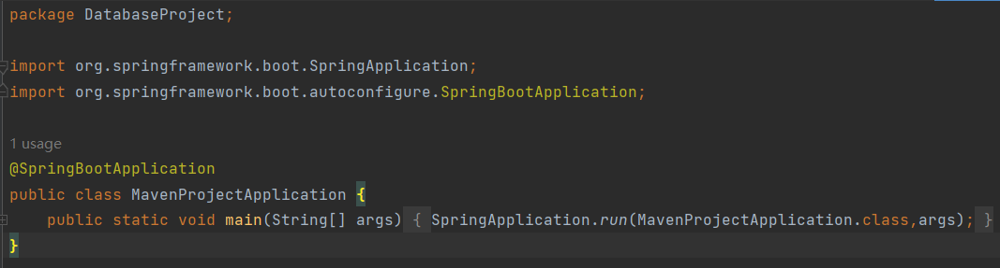 package DatabaseProject;
import org.springframework.boot.SpringApplication;
import org.springframework.boot.autoconfigure.SpringBootApplication;
1 usage
@SpringBootApplication
public class MavenProjectApplication {
public static void main(String[] args) { SpringApplication.run(MavenProjectApplication.class,args); }
}